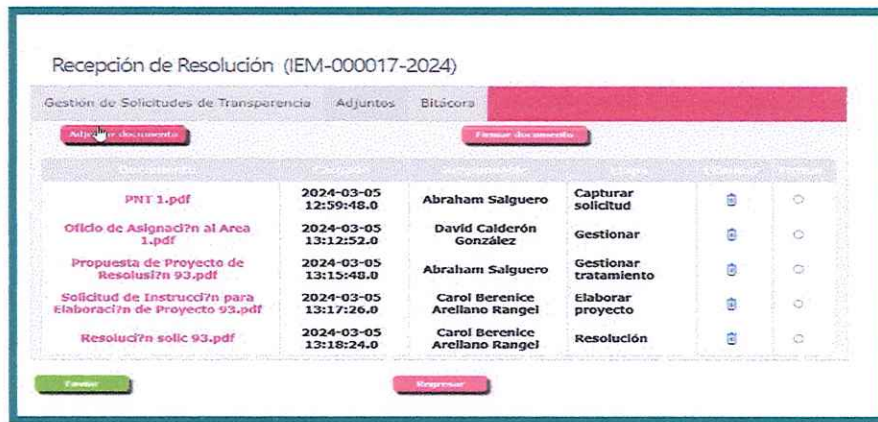 Recepción de Resolución (IEM-000017-2024)
Gestión de Solicitudes de Transparencia Adjuntos Bitácora
Adjuntar documento Firmar documento
PNT 1.pdf 2024-03-05 12:59:48.0 Abraham Salguero Capturar solicitud
Oficio de Asignaci?n al Area 1.pdf 2024-03-05 13:12:52.0 David Calderón González Gestionar
Propuesta de Proyecto de Resolusi?n 93.pdf 2024-03-05 13:15:48.0 Abraham Salguero Gestionar tratamiento
Solicitud de Instrucci?n para Elaboraci?n de Proyecto 93.pdf 2024-03-05 13:17:26.0 Carol Berenice Arellano Rangel Elaborar proyecto
Resoluci?n solic 93.pdf 2024-03-05 13:18:24.0 Carol Berenice Arellano Rangel Resolución
Enviar Regresar